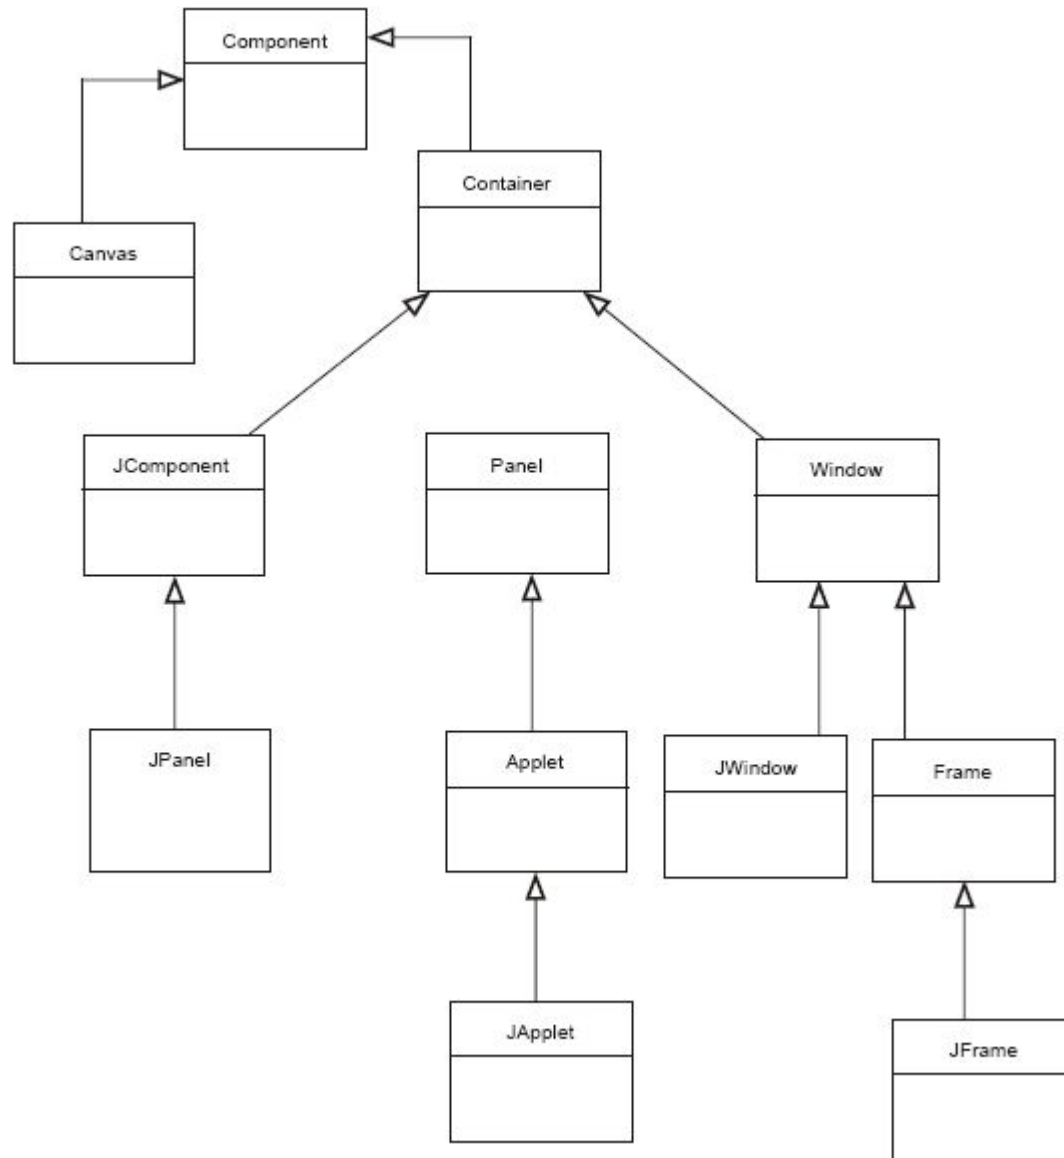 Component
Container
Canvas
JComponent
Panel
Window
JPanel
Applet
JWindow
Frame
JApplet
JFrame